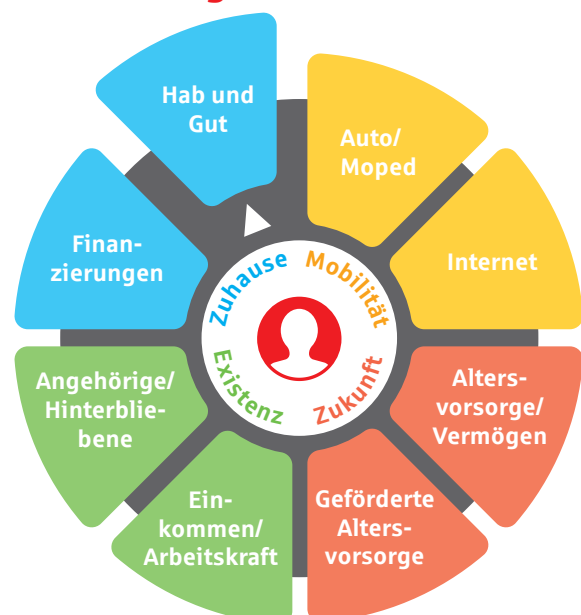 Hab und
Gut
Auto/
Moped
Internet
Alters-
vorsorge/
Vermögen
Geförderte
Alters-
vorsorge
Ein-
kommen/
Arbeitskraft
Angehörige/
Hinterblie-
bene
Finan-
zierungen
Zuhause
Mobilität
Zukunft
Existenz